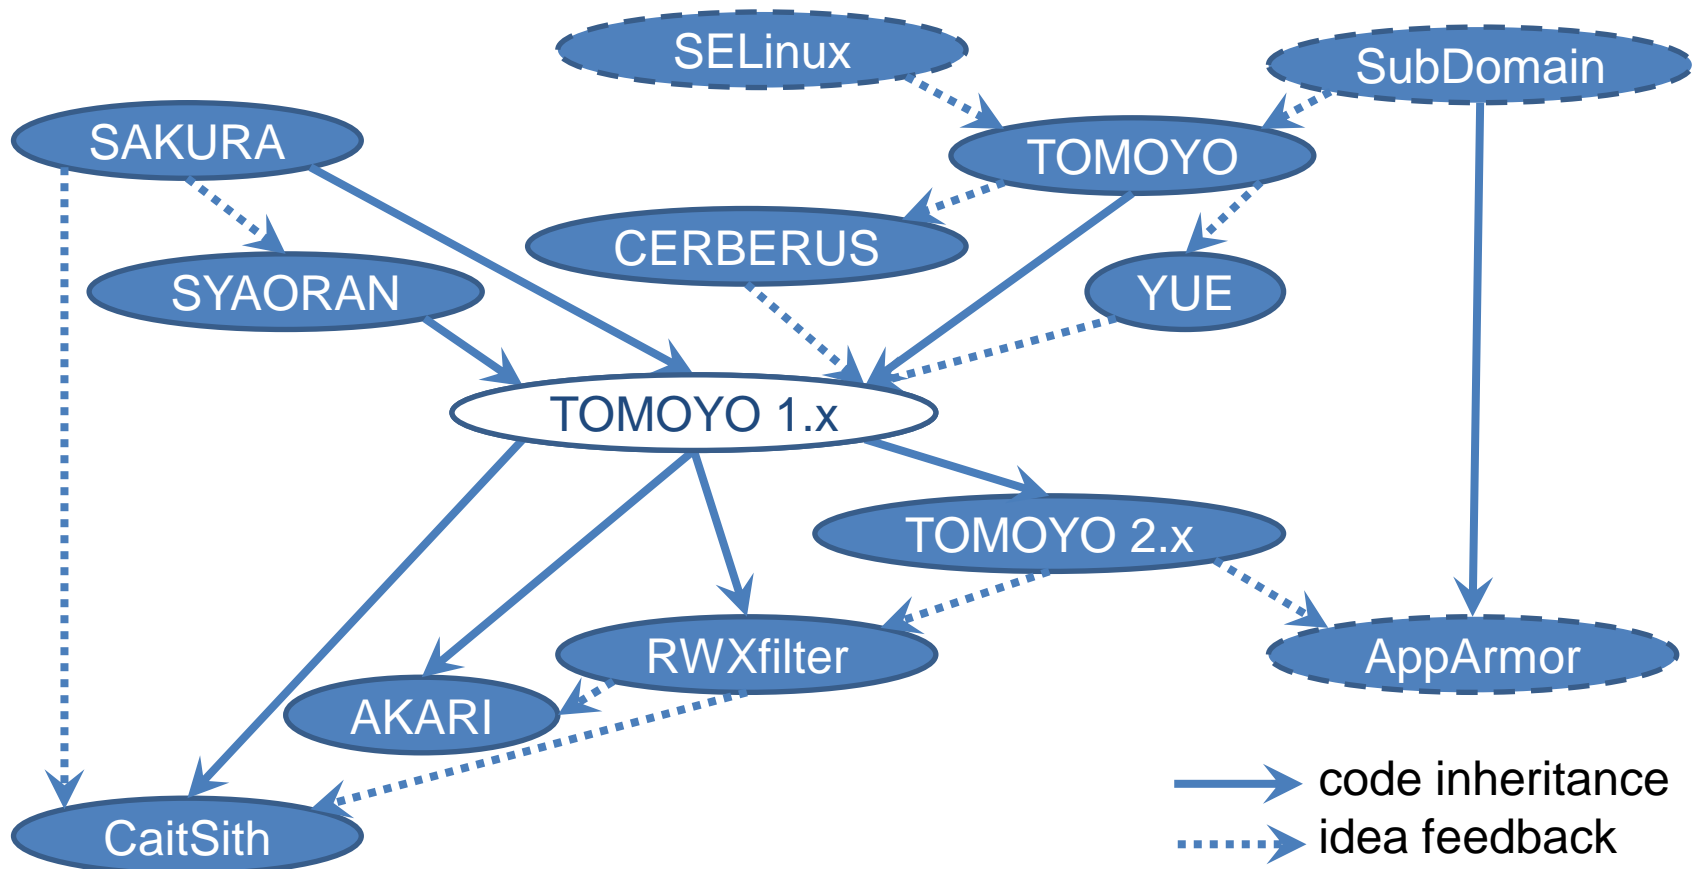 SELinux
SubDomain
SAKURA
TOMOYO
CERBERUS
SYAORAN
YUE
TOMOYO 1.x
TOMOYO 2.x
RWXfilter
AppArmor
AKARI
code inheritance
CaitSith
idea feedback